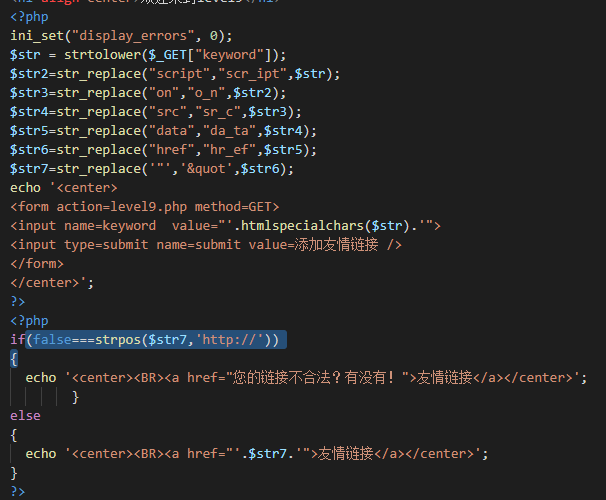 <?php
ini_set("display_errors", 0);
$str = strtolower($_GET["keyword"]);
$str2=str_replace("script","scr_ipt",$str);
$str3=str_replace("on","o_n",$str2);
$str4=str_replace("src","sr_c",$str3);
$str5=str_replace("data","da_ta",$str4);
$str6=str_replace("href","hr_ef",$str5);
$str7=str_replace('"','&quot',$str6);
echo '<center>
<form action=level9.php method=GET>
<input name=keyword  value="'.htmlspecialchars($str).'">
<input type=submit name=submit value=添加友情链接 />
</form>
</center>';
?>
<?php
if(false===strpos($str7,'http://'))
{
  echo '<center><BR><a href="您的链接不合法？有没有！">友情链接</a></center>';
        }
else
{
  echo '<center><BR><a href="'.$str7.'">友情链接</a></center>';
}
?>